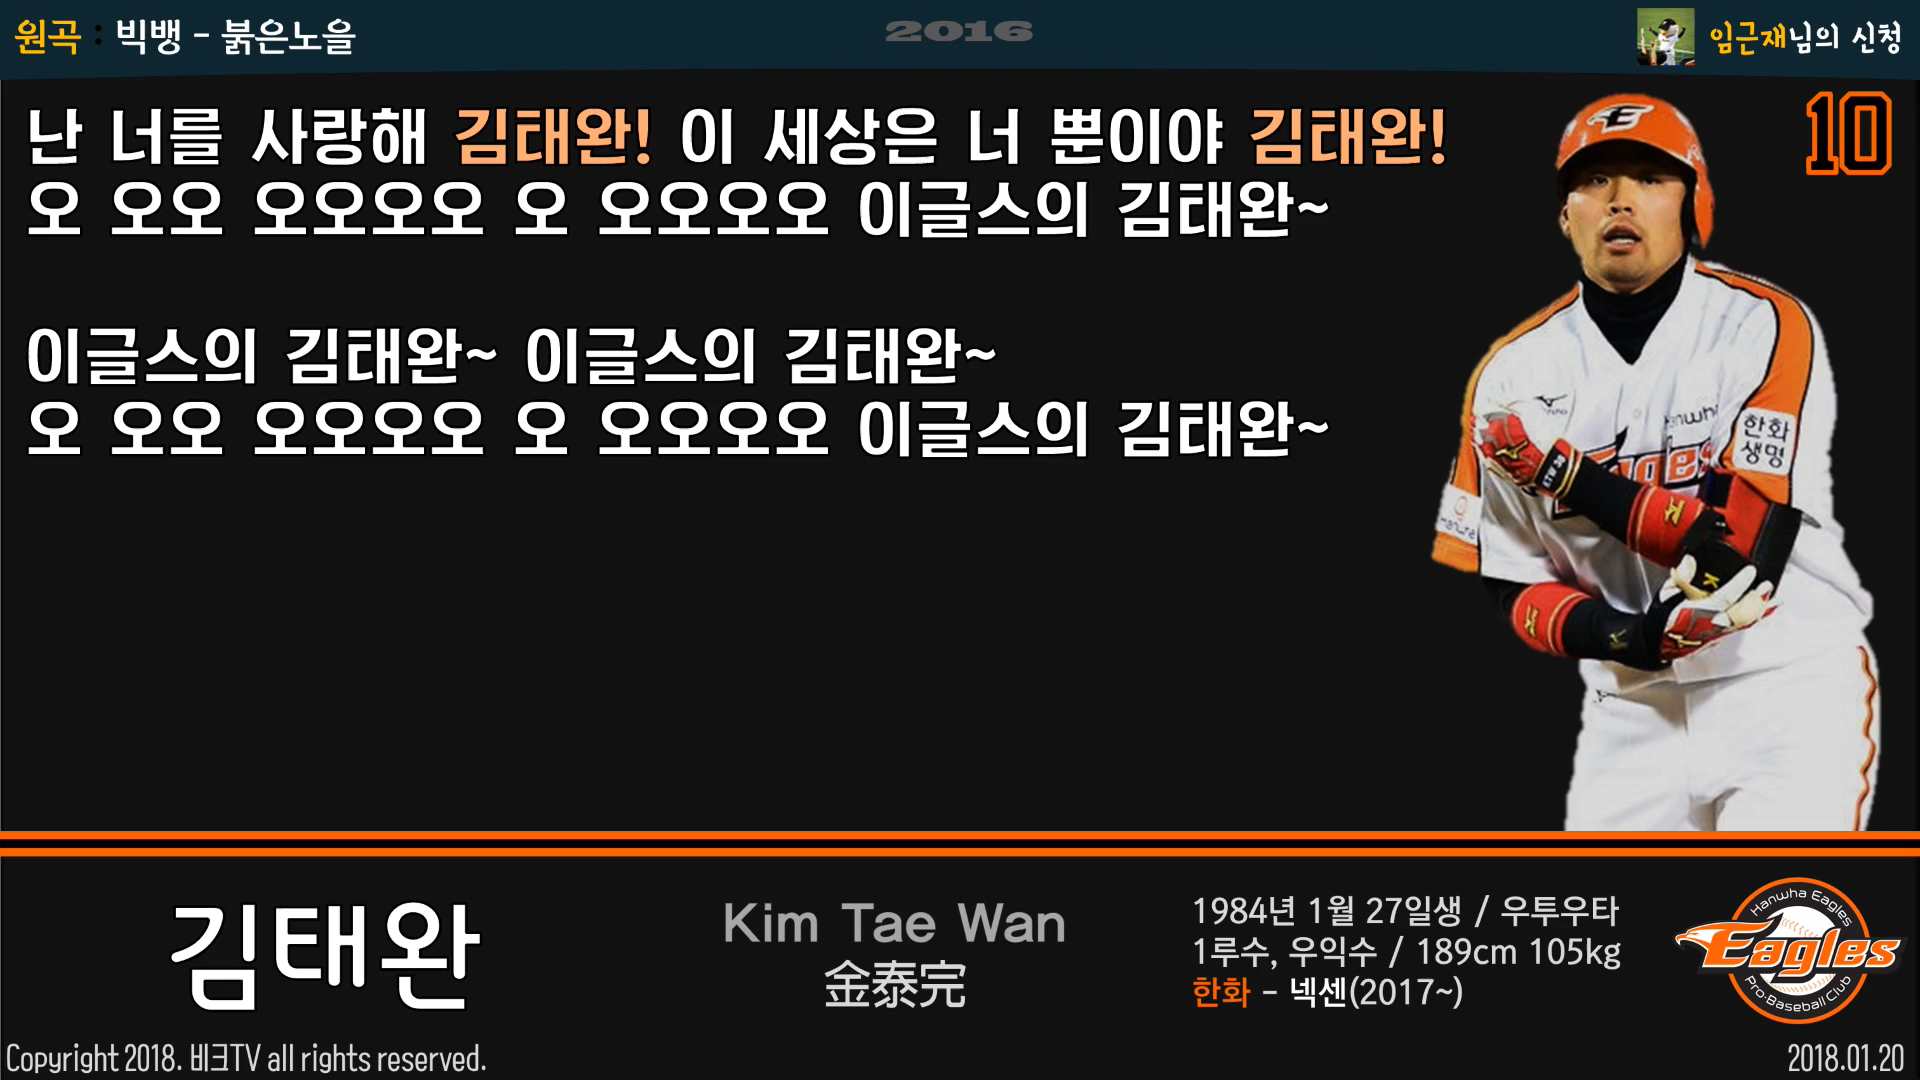 원곡 : 빅뱅 - 붉은노을
2016
임근재님의 신청
난 너를 사랑해 김태완! 이 세상은 너 뿐이야 김태완!
오 오오 오오오오 오 오오오오 이글스의 김태완~
이글스의 김태완~ 이글스의 김태완~
오 오오 오오오오 오 오오오오 이글스의 김태완~
10
Hanwha
Eagles
한화
생명
Hanwha
김태완
Kim Tae Wan
金泰完
1984년 1월 27일생 / 우투우타
1루수, 우익수 / 189cm 105kg
한화 - 넥센(2017~)
Hanwha Eagles
Eagles
Pro-Baseball Club
Copyright 2018. 비크TV all rights reserved.
2018.01.20